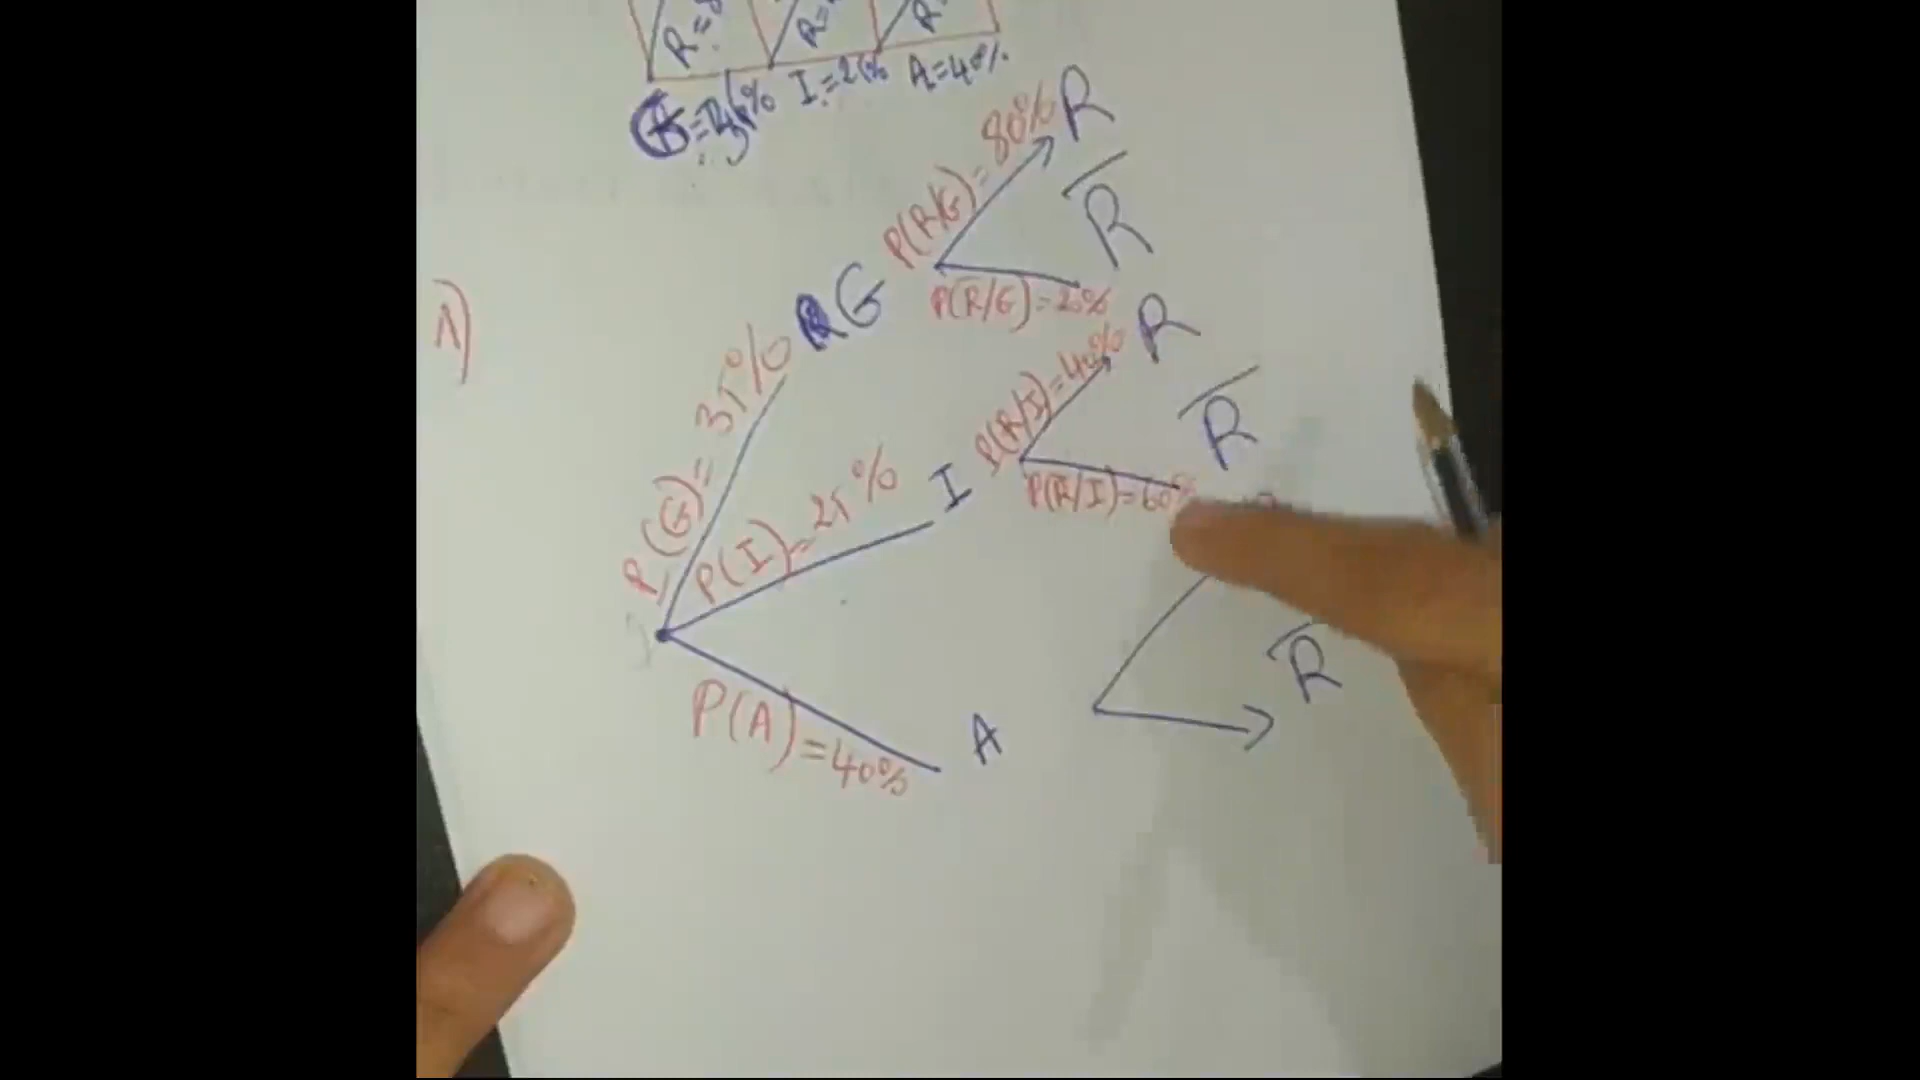 R=
R=
R=
I=25%
A=40%
1)
P(R/G)=80%
R
R̅
P(R̅/G)=20%
G
P(G)=35%
P(R/I)=40%
R
R̅
P(R̅/I)=60%
I
P(I)=25%
R̅
P(A)=40%
A